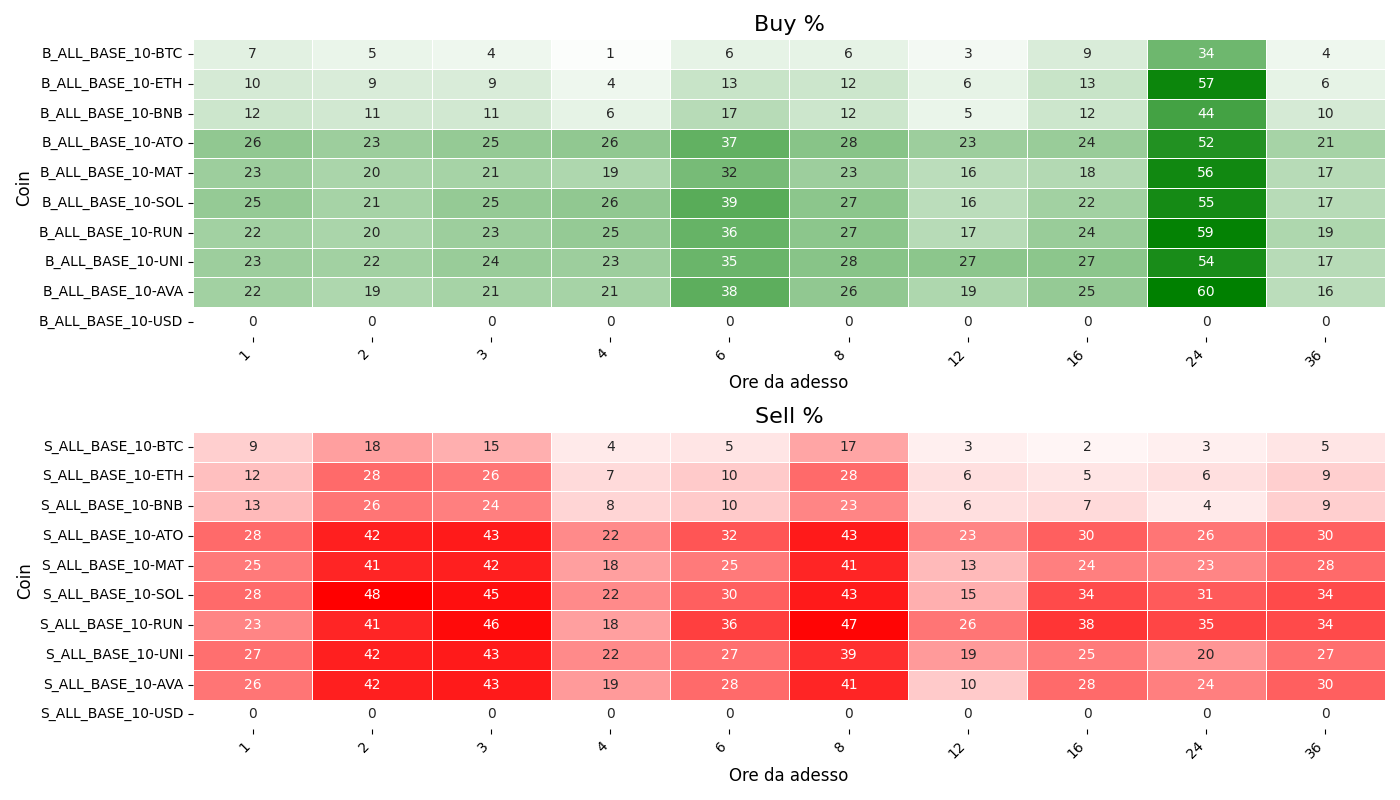 Buy %
Coin
B_ALL_BASE_10-BTC 7 5 4 1 6 6 3 9 34 4
B_ALL_BASE_10-ETH 10 9 9 4 13 12 6 13 57 6
B_ALL_BASE_10-BNB 12 11 11 6 17 12 5 12 44 10
B_ALL_BASE_10-ATO 26 23 25 26 37 28 23 24 52 21
B_ALL_BASE_10-MAT 23 20 21 19 32 23 16 18 56 17
B_ALL_BASE_10-SOL 25 21 25 26 39 27 16 22 55 17
B_ALL_BASE_10-RUN 22 20 23 25 36 27 17 24 59 19
B_ALL_BASE_10-UNI 23 22 24 23 35 28 27 27 54 17
B_ALL_BASE_10-AVA 22 19 21 21 38 26 19 25 60 16
B_ALL_BASE_10-USD 0 0 0 0 0 0 0 0 0 0
1 2 3 4 6 8 12 16 24 36
Ore da adesso
Sell %
Coin
S_ALL_BASE_10-BTC 9 18 15 4 5 17 3 2 3 5
S_ALL_BASE_10-ETH 12 28 26 7 10 28 6 5 6 9
S_ALL_BASE_10-BNB 13 26 24 8 10 23 6 7 4 9
S_ALL_BASE_10-ATO 28 42 43 22 32 43 23 30 26 30
S_ALL_BASE_10-MAT 25 41 42 18 25 41 13 24 23 28
S_ALL_BASE_10-SOL 28 48 45 22 30 43 15 34 31 34
S_ALL_BASE_10-RUN 23 41 46 18 36 47 26 38 35 34
S_ALL_BASE_10-UNI 27 42 43 22 27 39 19 25 20 27
S_ALL_BASE_10-AVA 26 42 43 19 28 41 10 28 24 30
S_ALL_BASE_10-USD 0 0 0 0 0 0 0 0 0 0
1 2 3 4 6 8 12 16 24 36
Ore da adesso